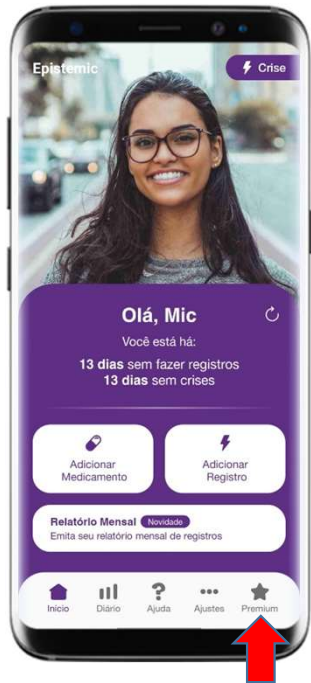 Epistemic
Crise
Olá, Mic
Você está há:
13 dias sem fazer registros
13 dias sem crises
Adicionar
Medicamento
Adicionar
Registro
Relatório Mensal Novidade
Emita seu relatório mensal de registros
Início
Diário
Ajuda
Ajustes
Premium